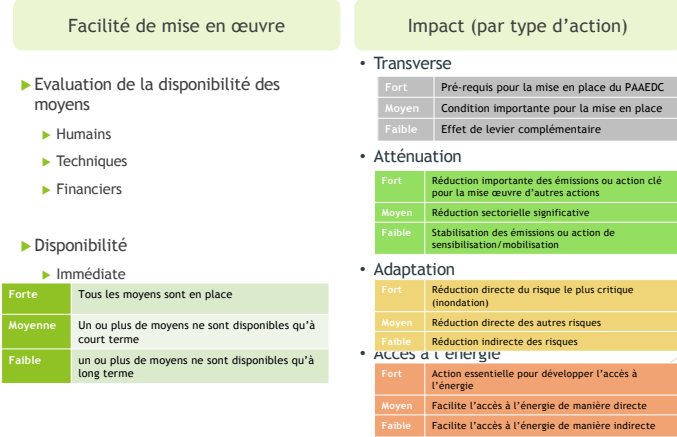 Facilité de mise en œuvre
Evaluation de la disponibilité des
moyens
Humains
Techniques
Financiers
Disponibilité
Immédiate
Forte Tous les moyens sont en place
Moyenne Un ou plus de moyens ne sont disponibles qu’à
court terme
Faible un ou plus de moyens ne sont disponibles qu’à
long terme
Impact (par type d’action)
• Transverse
Fort Pré-requis pour la mise en place du PAAEDC
Moyen Condition importante pour la mise en place
Faible Effet de levier complémentaire
• Atténuation
Fort Réduction importante des émissions ou action clé
pour la mise œuvre d’autres actions
Moyen Réduction sectorielle significative
Faible Stabilisation des émissions ou action de
sensibilisation/mobilisation
• Adaptation
Fort Réduction directe du risque le plus critique
(inondation)
Moyen Réduction directe des autres risques
Faible Réduction indirecte des risques
• Accès à l’énergie
Fort Action essentielle pour développer l’accès à
l’énergie
Moyen Facilite l’accès à l’énergie de manière directe
Faible Facilite l’accès à l’énergie de manière indirecte